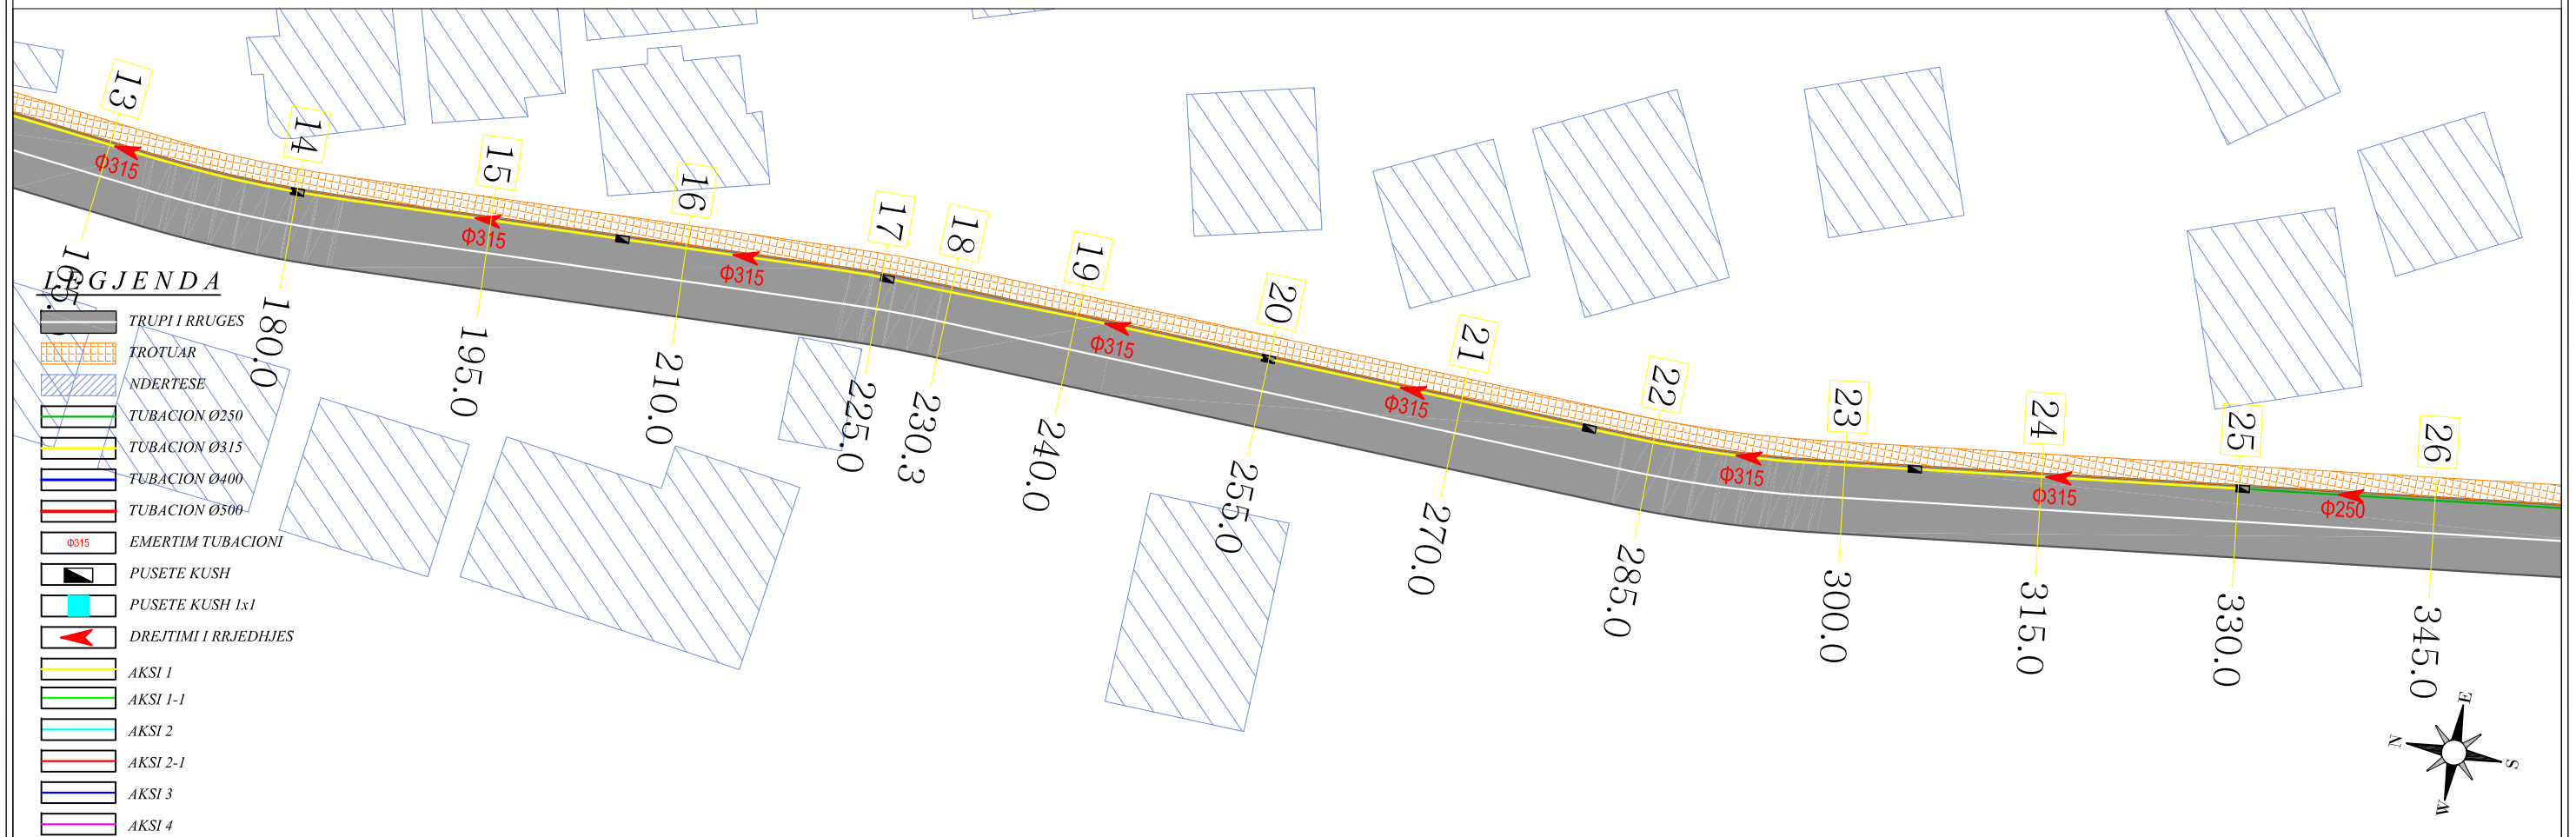 13
14
15
16
17
18
19
20
21
22
23
24
25
26
165.0
180.0
195.0
210.0
225.0
230.3
240.0
255.0
270.0
285.0
300.0
315.0
330.0
345.0
Φ315
Φ315
Φ315
Φ315
Φ315
Φ315
Φ315
Φ250
LEGJENDA
TRUPI I RRUGES
TROTUAR
NDERTESE
TUBACION Ø250
TUBACION Ø315
TUBACION Ø400
TUBACION Ø500
Φ315 EMERTIM TUBACIONI
PUSETE KUSH
PUSETE KUSH 1x1
DREJTIMI I RRJEDHJES
AKSI 1
AKSI 1-1
AKSI 2
AKSI 2-1
AKSI 3
AKSI 4
N
E
S
W